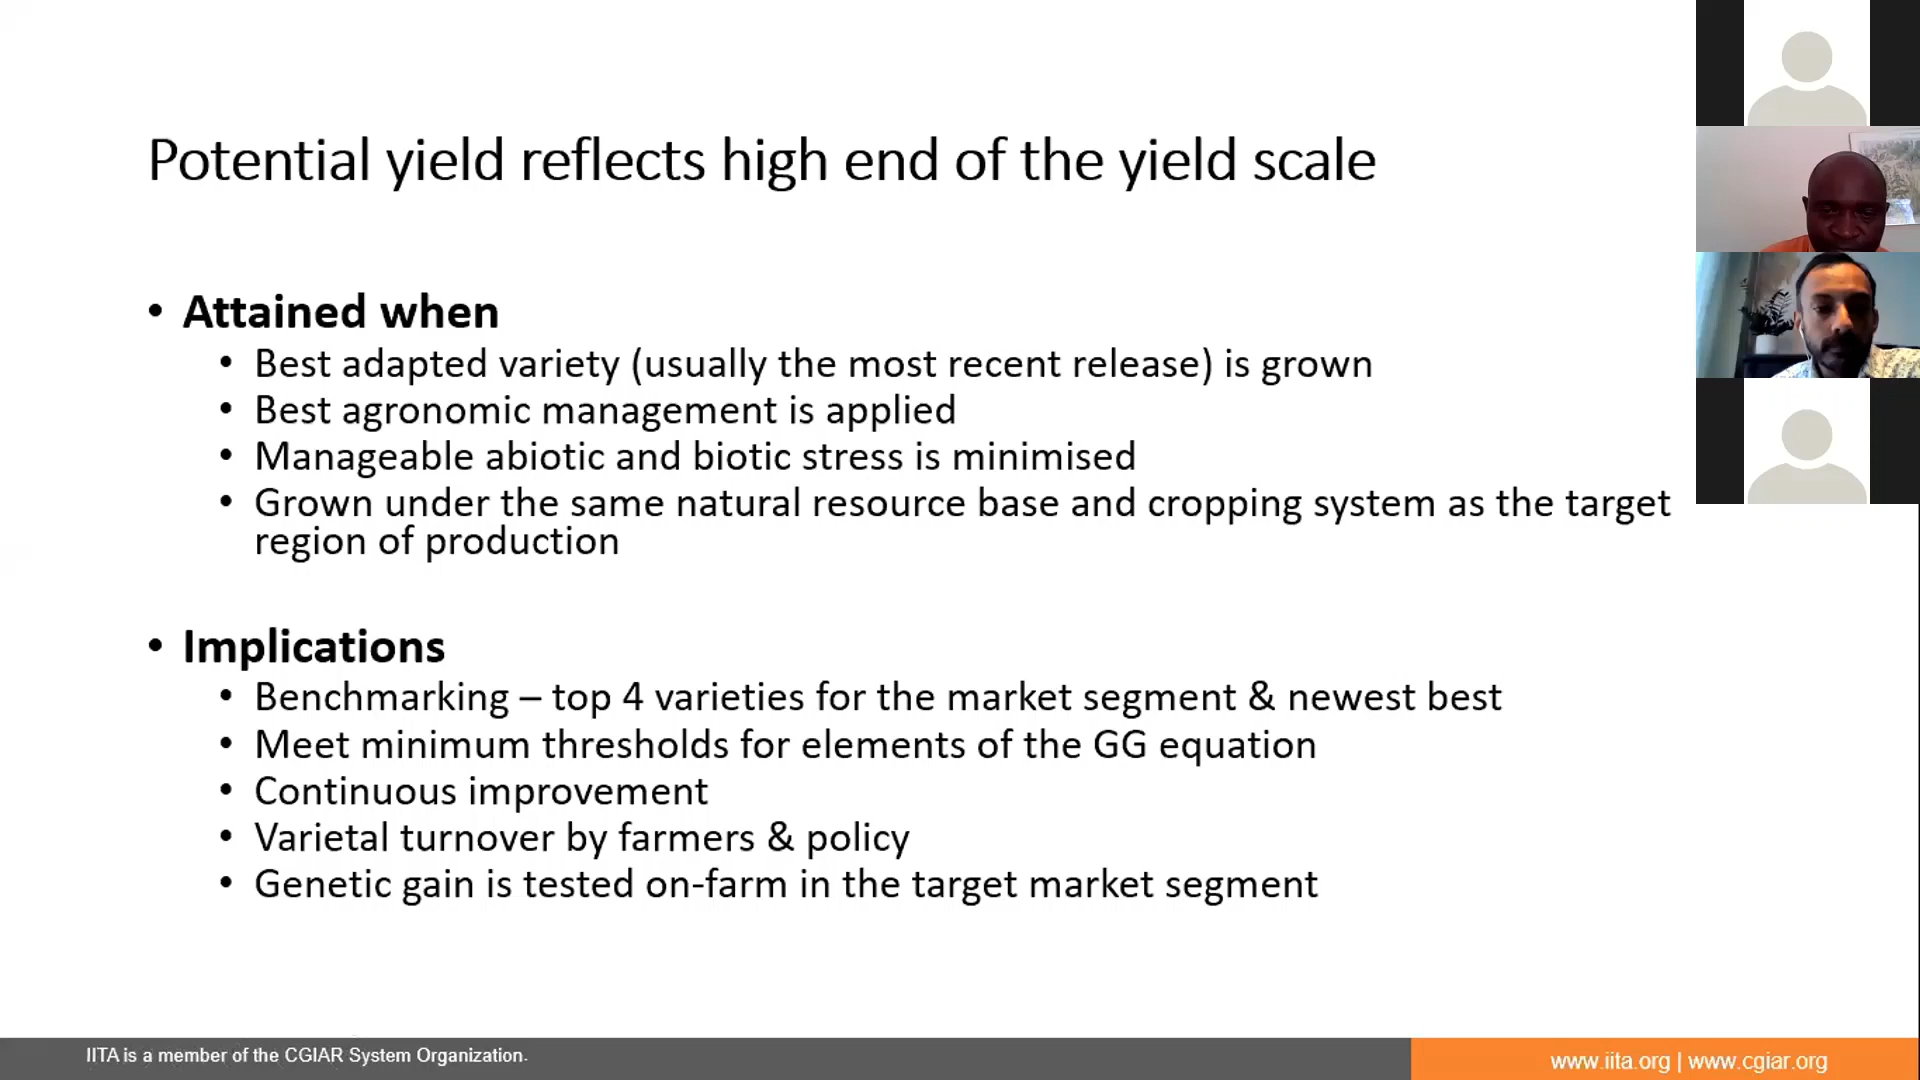 Potential yield reflects high end of the yield scale
• Attained when
• Best adapted variety (usually the most recent release) is grown
• Best agronomic management is applied
• Manageable abiotic and biotic stress is minimised
• Grown under the same natural resource base and cropping system as the target
region of production
• Implications
• Benchmarking – top 4 varieties for the market segment & newest best
• Meet minimum thresholds for elements of the GG equation
• Continuous improvement
• Varietal turnover by farmers & policy
• Genetic gain is tested on-farm in the target market segment
IITA is a member of the CGIAR System Organization.
www.iita.org | www.cgiar.org